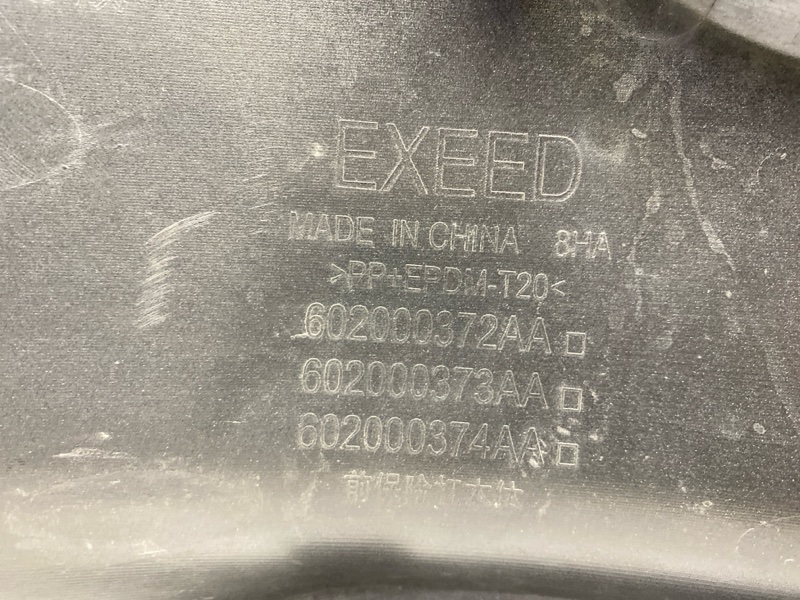 EXEED
MADE IN CHINA 8HA
>PP+EPDM-T20<
602000372AA
602000373AA
602000374AA
前保险杠本体